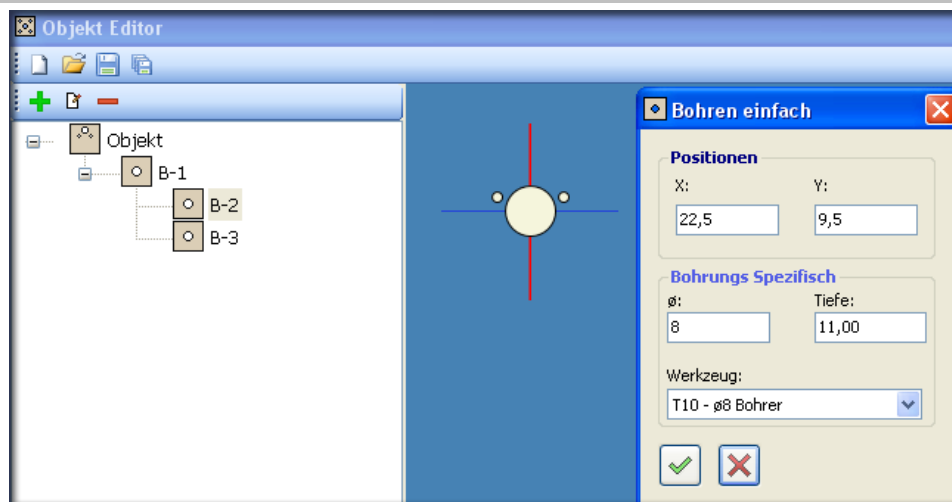 Objekt Editor
Objekt
B-1
B-2
B-3
Bohren einfach
Positionen
X: Y:
22,5 9,5
Bohrungs Spezifisch
ø: Tiefe:
8 11,00
Werkzeug:
T10 - ø8 Bohrer